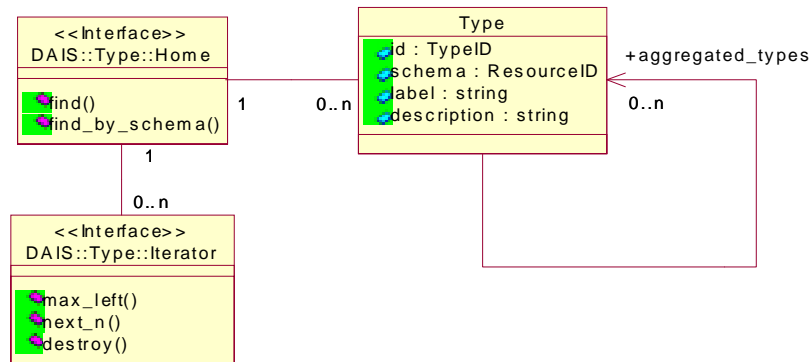 <<Interface>>
DAIS::Type::Home
find()
find_by_schema()
Type
id : TypeID
schema : ResourceID
label : string
description : string
+aggregated_types
0..n
1
0..n
1
0..n
<<Interface>>
DAIS::Type::Iterator
max_left()
next_n()
destroy()